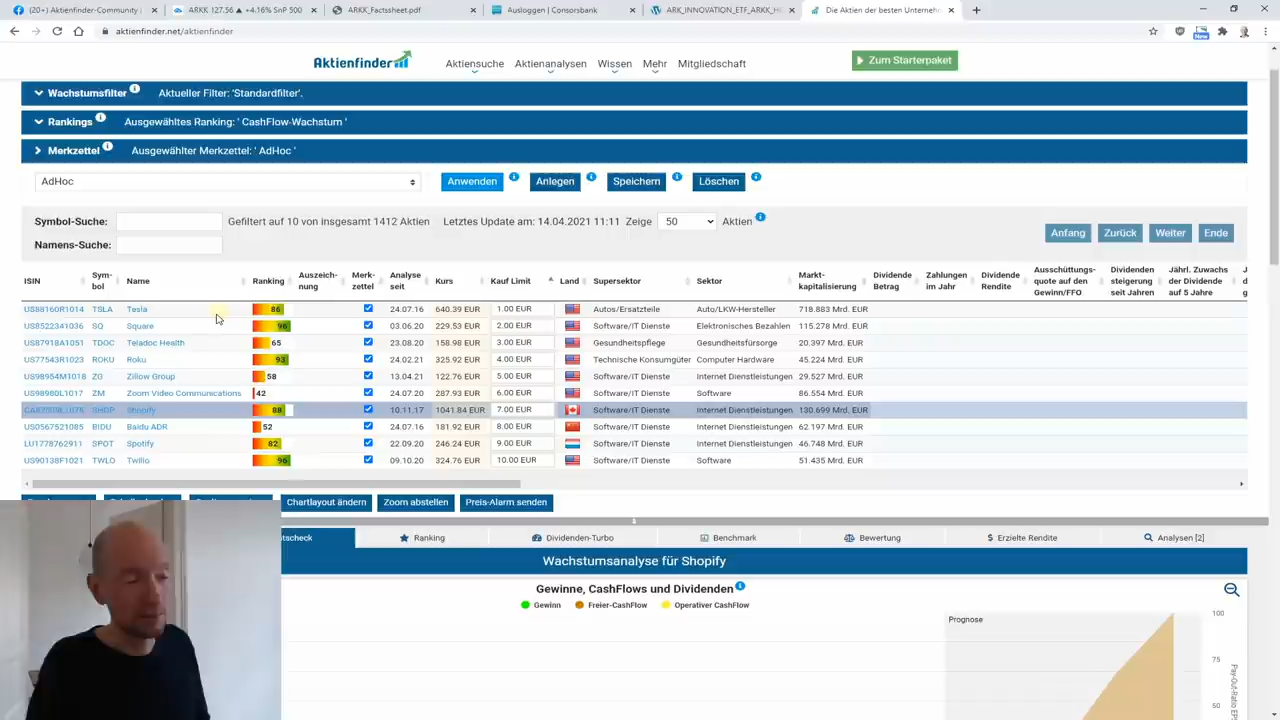 (20+) Aktienfinder-Community |
ARKK 127.56 ▲ +4.16% SnP 500
ARKK_Factssheet.pdf
Ausloggen | Consorsbank
ARK_INNOVATION_ETF_ARKK_H
Die Aktien der besten Unterneh
aktienfinder.net/aktienfinder
New
Aktienfinder
Aktiensuche Aktienanalysen Wissen Mehr Mitgliedschaft
Zum Starterpaket
Wachstumsfilter Aktueller Filter: 'Standardfilter'.
Rankings Ausgewähltes Ranking: ' CashFlow-Wachstum '
Merkzettel Ausgewählter Merkzettel: ' AdHoc '
AdHoc Anwenden Anlegen Speichern Löschen
Symbol-Suche: Gefiltert auf 10 von insgesamt 1412 Aktien Letztes Update am: 14.04.2021 11:11 Zeige 50 Aktien
Namens-Suche:
Anfang Zurück Weiter Ende
ISIN Sym-bol Name Ranking Auszeich-nung Merk-zettel Analyse seit Kurs Kauf Limit Land Supersektor Sektor Markt-kapitalisierung Dividende Betrag Zahlungen im Jahr Dividende Rendite Ausschüttungs-quote auf den Gewinn/FFO Dividenden steigerung seit Jahren Jährl. Zuwachs der Dividende auf 5 Jahre
US88160R1014 TSLA Tesla 86 24.07.16 640.39 EUR 1.00 EUR Autos/Ersatzteile Auto/LKW-Hersteller 718.883 Mrd. EUR
US8522341036 SQ Square 96 03.06.20 229.53 EUR 2.00 EUR Software/IT Dienste Elektronisches Bezahlen 115.278 Mrd. EUR
US87918A1051 TDOC Teladoc Health 65 23.08.20 158.98 EUR 3.00 EUR Gesundheitspflege Gesundheitsfürsorge 20.397 Mrd. EUR
US77543R1023 ROKU Roku 93 24.02.21 325.92 EUR 4.00 EUR Technische Konsumgüter Computer Hardware 45.224 Mrd. EUR
US98954M1018 ZG Zillow Group 58 13.04.21 122.76 EUR 5.00 EUR Software/IT Dienste Internet Dienstleistungen 29.527 Mrd. EUR
US98980L1017 ZM Zoom Video Communications 42 24.07.20 287.93 EUR 6.00 EUR Software/IT Dienste Software 86.554 Mrd. EUR
SHOP Shopify 88 10.11.17 1041.84 EUR 7.00 EUR Software/IT Dienste Internet Dienstleistungen 130.699 Mrd. EUR
US0567521085 BIDU Baidu ADR 52 24.07.16 181.92 EUR 8.00 EUR Software/IT Dienste Internet Dienstleistungen 62.197 Mrd. EUR
LU1778762911 SPOT Spotify 82 22.09.20 246.24 EUR 9.00 EUR Software/IT Dienste Internet Dienstleistungen 46.748 Mrd. EUR
US90138F1021 TWLO Twilio 96 09.10.20 324.76 EUR 10.00 EUR Software/IT Dienste Software 51.435 Mrd. EUR
Chartlayout ändern Zoom abstellen Preis-Alarm senden
tscheck Ranking Dividenden-Turbo Benchmark Bewertung Erzielte Rendite Analysen [2]
Wachstumsanalyse für Shopify
Gewinne, CashFlows und Dividenden
Gewinn Freier-CashFlow Operativer CashFlow
Prognose
100
75
50
Pay-Out-Ratio